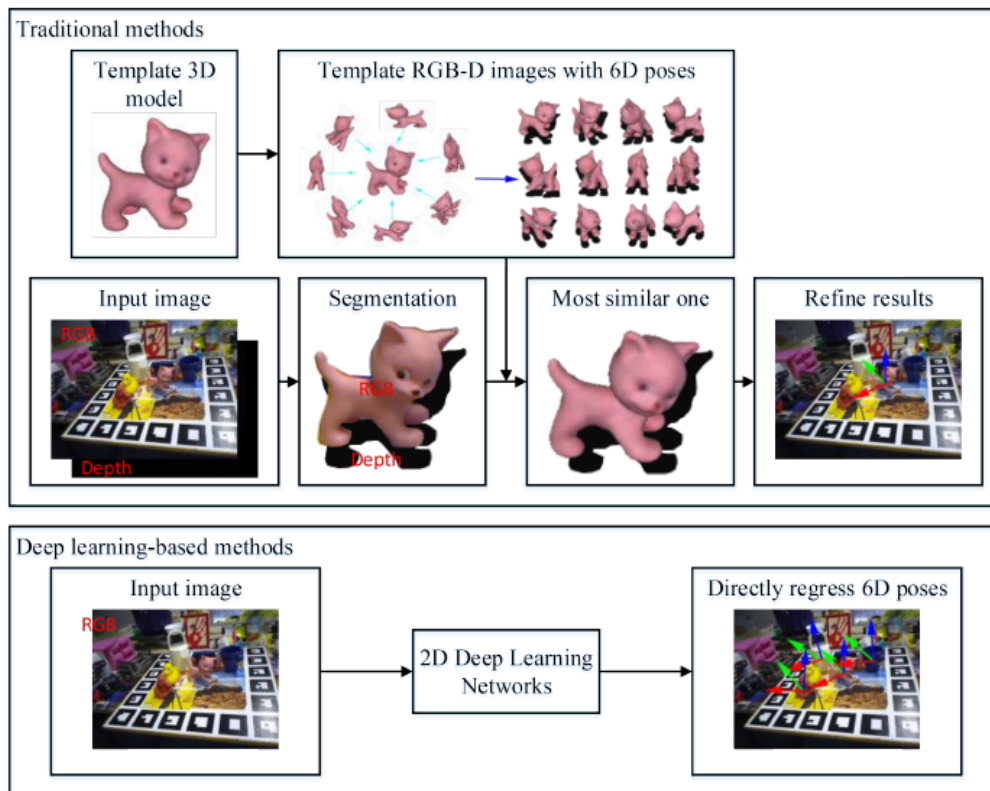 Traditional methods
Template 3D
model
Template RGB-D images with 6D poses
Input image
RGB
Depth
Segmentation
RGB
Depth
Most similar one
Refine results
Deep learning-based methods
Input image
RGB
2D Deep Learning
Networks
Directly regress 6D poses